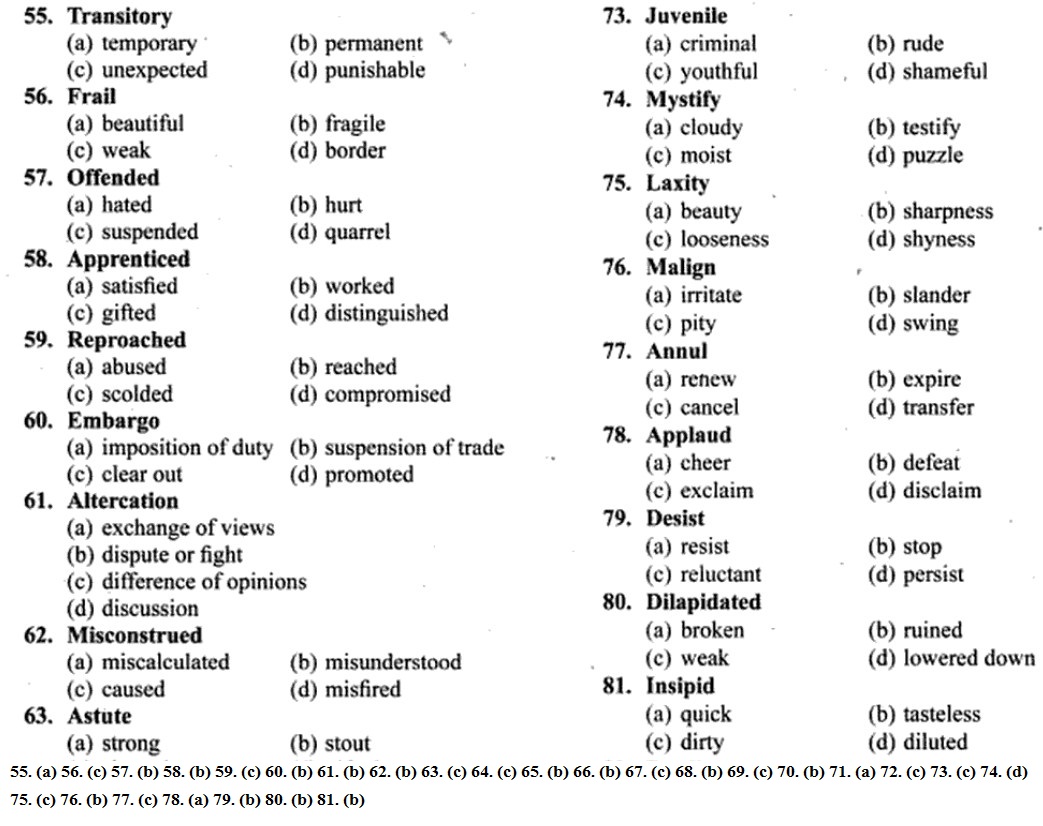 55. Transitory
(a) temporary (b) permanent
(c) unexpected (d) punishable
56. Frail
(a) beautiful (b) fragile
(c) weak (d) border
57. Offended
(a) hated (b) hurt
(c) suspended (d) quarrel
58. Apprenticed
(a) satisfied (b) worked
(c) gifted (d) distinguished
59. Reproached
(a) abused (b) reached
(c) scolded (d) compromised
60. Embargo
(a) imposition of duty (b) suspension of trade
(c) clear out (d) promoted
61. Altercation
(a) exchange of views
(b) dispute or fight
(c) difference of opinions
(d) discussion
62. Misconstrued
(a) miscalculated (b) misunderstood
(c) caused (d) misfired
63. Astute
(a) strong (b) stout
73. Juvenile
(a) criminal (b) rude
(c) youthful (d) shameful
74. Mystify
(a) cloudy (b) testify
(c) moist (d) puzzle
75. Laxity
(a) beauty (b) sharpness
(c) looseness (d) shyness
76. Malign
(a) irritate (b) slander
(c) pity (d) swing
77. Annul
(a) renew (b) expire
(c) cancel (d) transfer
78. Applaud
(a) cheer (b) defeat
(c) exclaim (d) disclaim
79. Desist
(a) resist (b) stop
(c) reluctant (d) persist
80. Dilapidated
(a) broken (b) ruined
(c) weak (d) lowered down
81. Insipid
(a) quick (b) tasteless
(c) dirty (d) diluted
55. (a) 56. (c) 57. (b) 58. (b) 59. (c) 60. (b) 61. (b) 62. (b) 63. (c) 64. (c) 65. (b) 66. (b) 67. (c) 68. (b) 69. (c) 70. (b) 71. (a) 72. (c) 73. (c) 74. (d)
75. (c) 76. (b) 77. (c) 78. (a) 79. (b) 80. (b) 81. (b)